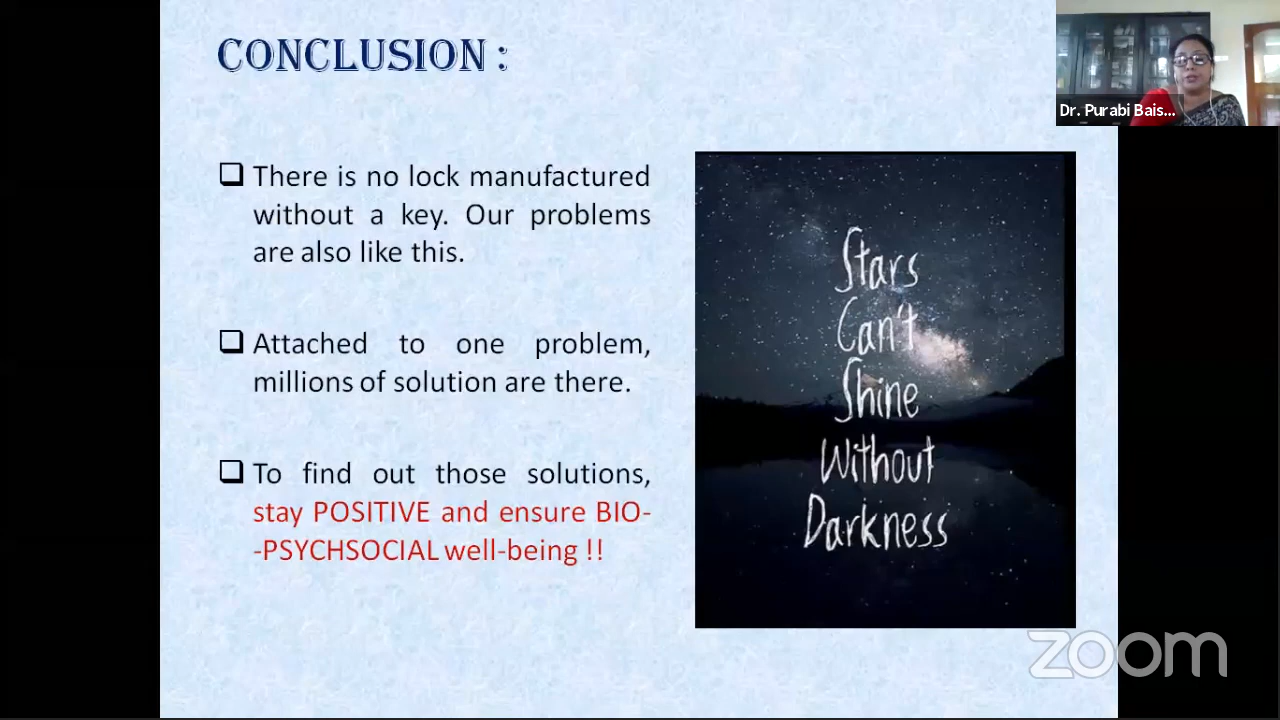 CONCLUSION :
Dr. Purabi Bais...
There is no lock manufactured
without a key. Our problems
are also like this.
Attached to one problem,
millions of solution are there.
To find out those solutions,
stay POSITIVE and ensure BIO-
-PSYCHSOCIAL well-being !!
Stars
Can't
Shine
Without
Darkness
zoom